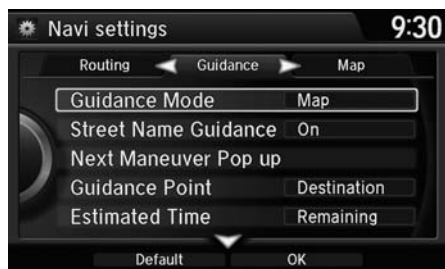 Navi settings 9:30
Routing Guidance Map
Guidance Mode Map
Street Name Guidance On
Next Maneuver Pop up
Guidance Point Destination
Estimated Time Remaining
Default OK